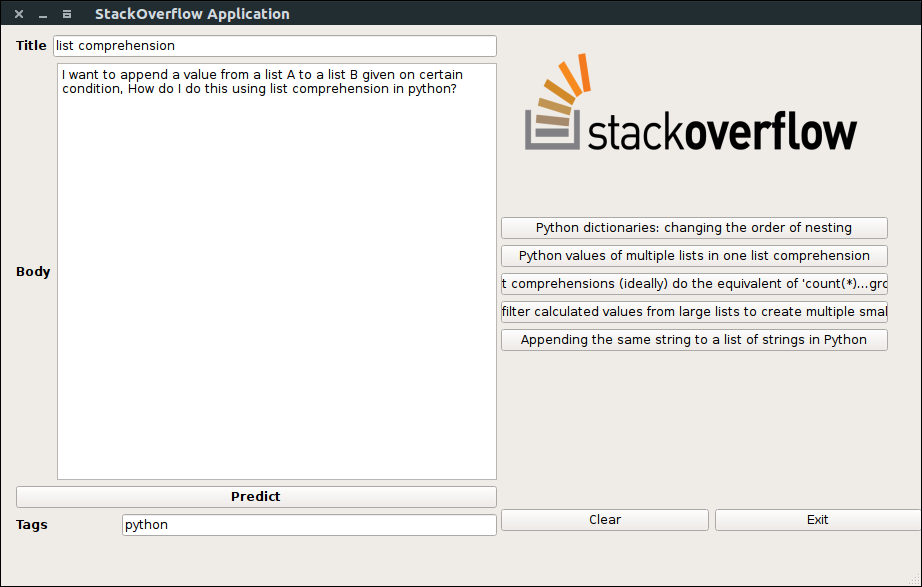 StackOverflow Application
Title list comprehension
Body
I want to append a value from a list A to a list B given on certain
condition, How do I do this using list comprehension in python?
Predict
Tags python
stackoverflow
Python dictionaries: changing the order of nesting
Python values of multiple lists in one list comprehension
t comprehensions (ideally) do the equivalent of 'count(*)...gro
filter calculated values from large lists to create multiple smal
Appending the same string to a list of strings in Python
Clear
Exit